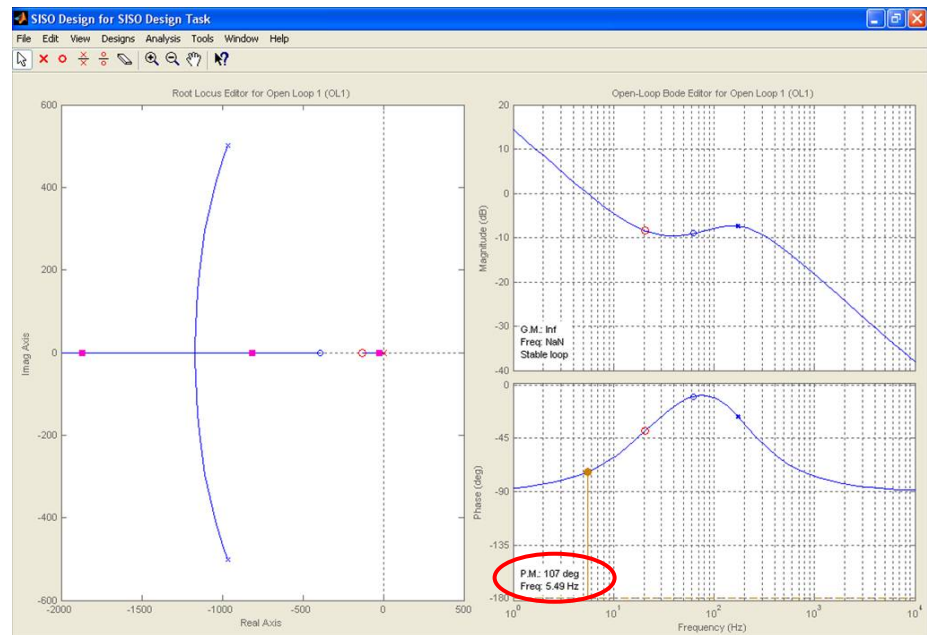 SISO Design for SISO Design Task
File Edit View Designs Analysis Tools Window Help
Root Locus Editor for Open Loop 1 (OL1)
600
400
200
0
-200
-400
-600
-2000 -1500 -1000 -500 0 500
Imag Axis
Real Axis
Open-Loop Bode Editor for Open Loop 1 (OL1)
20
10
0
-10
-20
-30
-40
Magnitude (dB)
G.M.: Inf
Freq: NaN
Stable loop
0
-45
-90
-135
-180
Phase (deg)
P.M.: 107 deg
Freq: 5.49 Hz
10^0 10^1 10^2 10^3 10^4
Frequency (Hz)